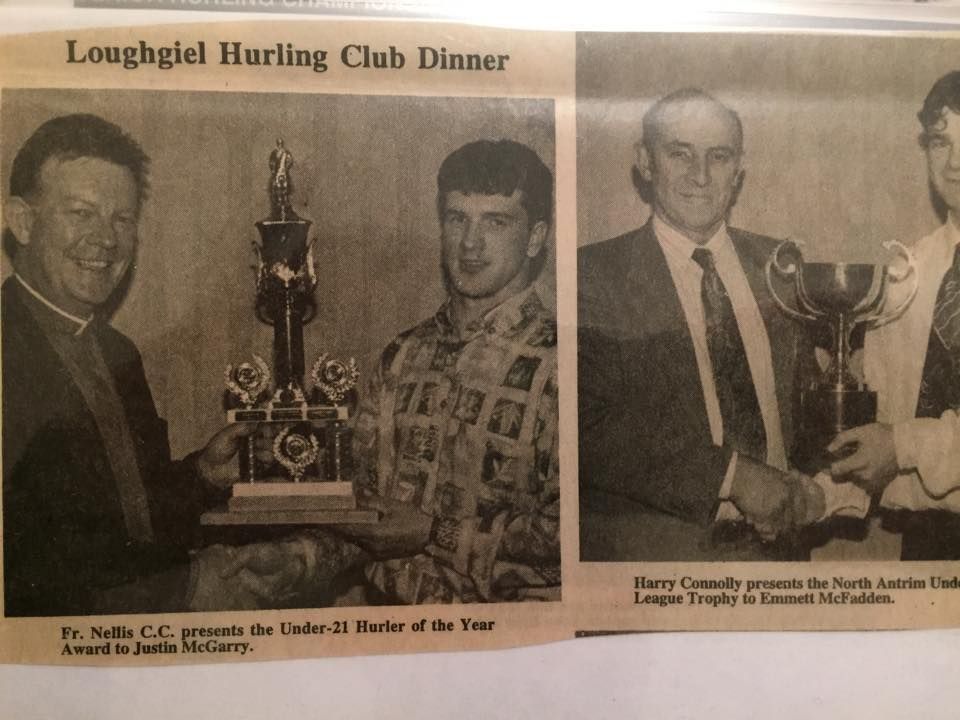 Loughgiel Hurling Club Dinner
Fr. Nellis C.C. presents the Under-21 Hurler of the Year
Award to Justin McGarry.
Harry Connolly presents the North Antrim Unde
League Trophy to Emmett McFadden.